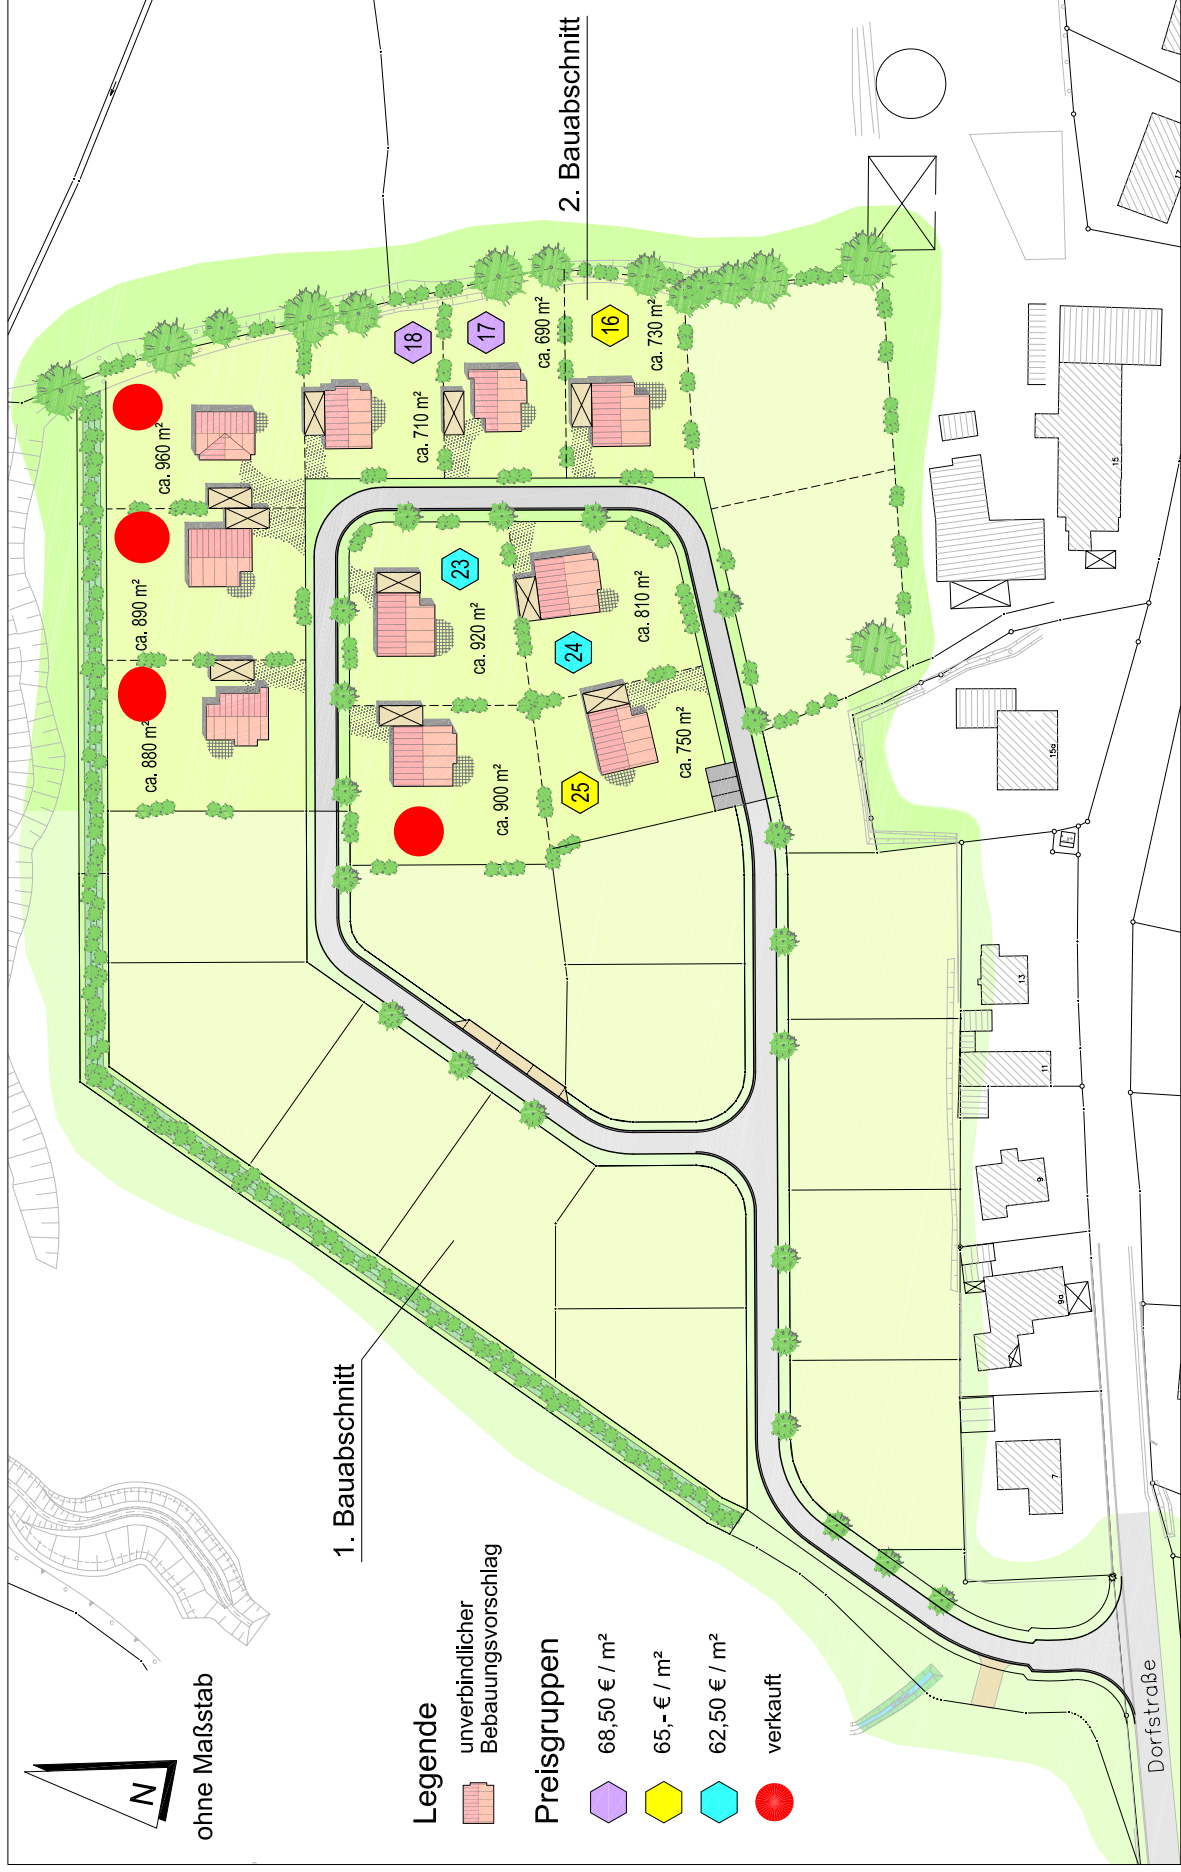 2. Bauabschnitt
1. Bauabschnitt
ca. 960 m²
ca. 890 m²
ca. 880 m²
18
ca. 710 m²
17
ca. 690 m²
16
ca. 730 m²
23
ca. 920 m²
24
ca. 810 m²
25
ca. 750 m²
ca. 900 m²
17
15
15a
13
11
9
9a
7
Dorfstraße
N
ohne Maßstab
Legende
unverbindlicher
Bebauungsvorschlag
Preisgruppen
68,50 € / m²
65,- € / m²
62,50 € / m²
verkauft